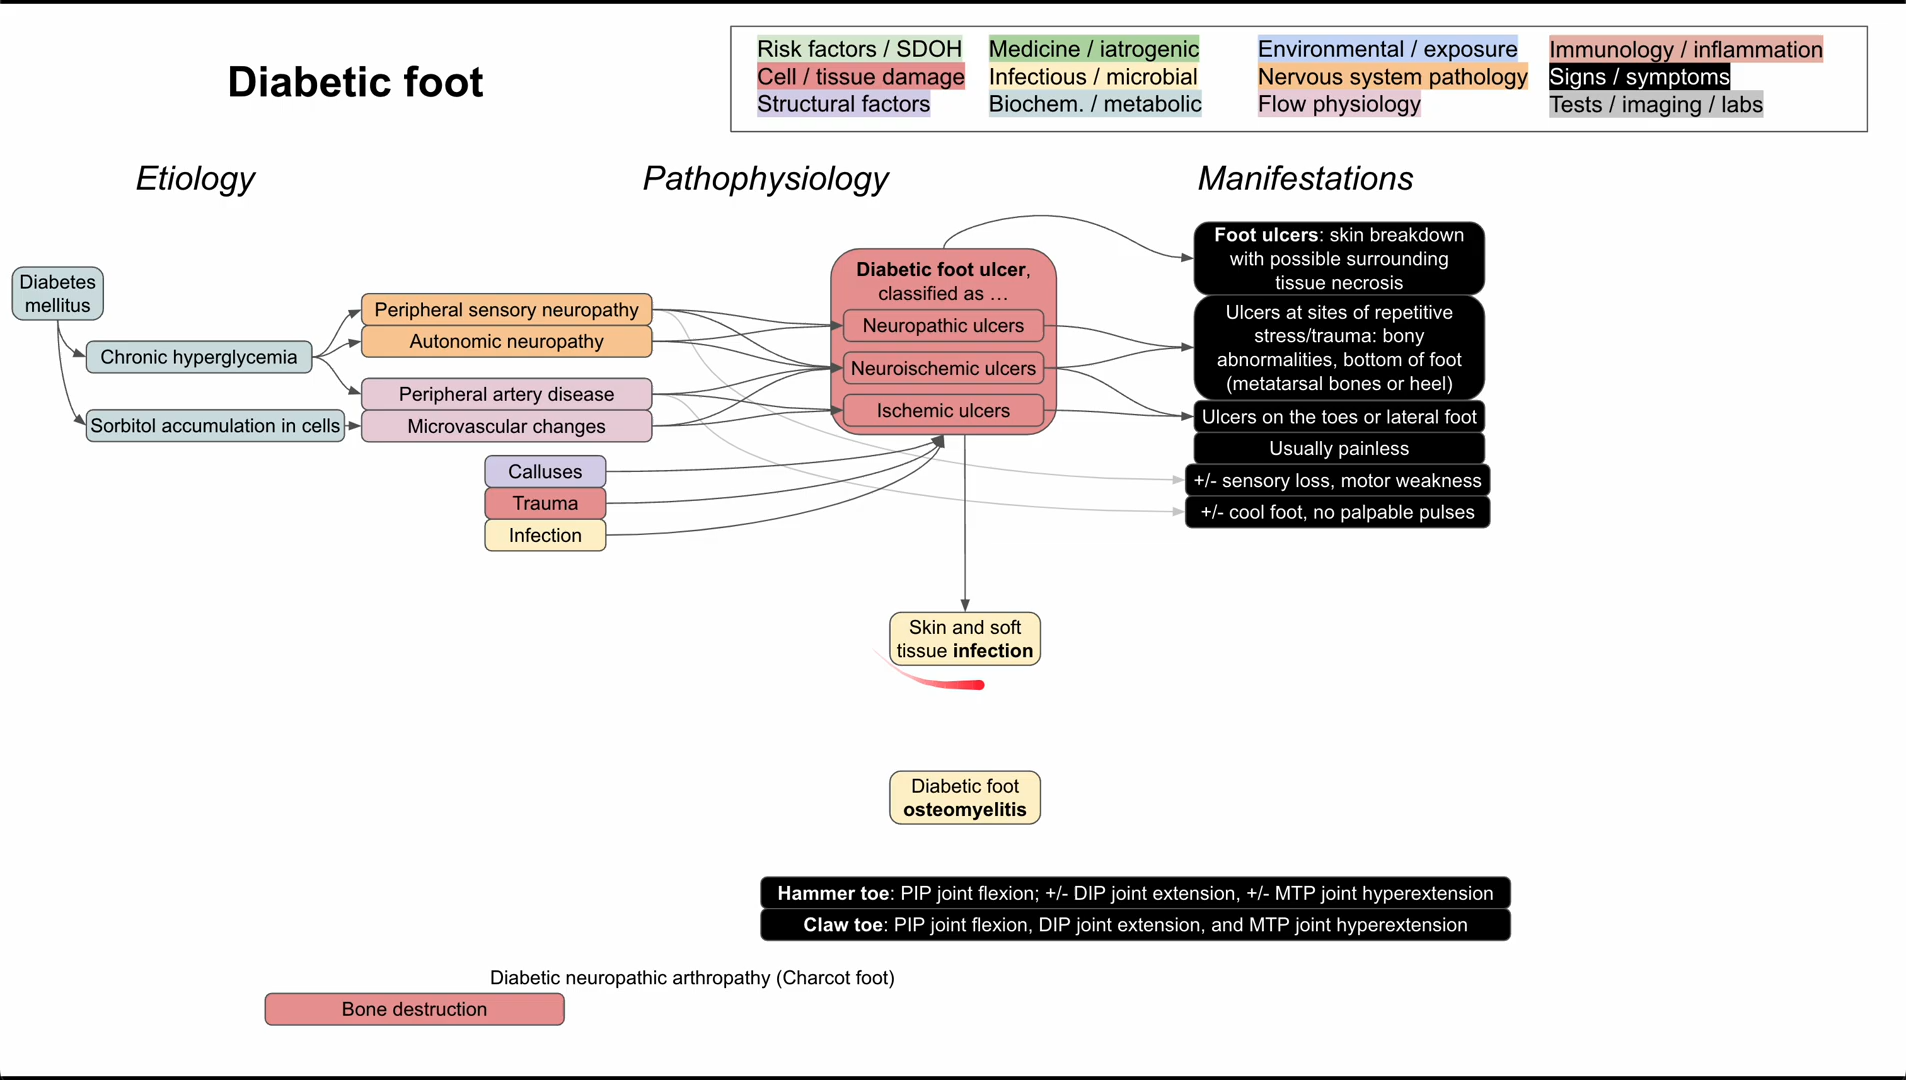 Diabetic foot
Risk factors / SDOH
Cell / tissue damage
Structural factors
Medicine / iatrogenic
Infectious / microbial
Biochem. / metabolic
Environmental / exposure
Nervous system pathology
Flow physiology
Immunology / inflammation
Signs / symptoms
Tests / imaging / labs
Etiology
Pathophysiology
Manifestations
Diabetes
mellitus
Chronic hyperglycemia
Sorbitol accumulation in cells
Peripheral sensory neuropathy
Autonomic neuropathy
Peripheral artery disease
Microvascular changes
Calluses
Trauma
Infection
Diabetic foot ulcer,
classified as …
Neuropathic ulcers
Neuroischemic ulcers
Ischemic ulcers
Foot ulcers: skin breakdown
with possible surrounding
tissue necrosis
Ulcers at sites of repetitive
stress/trauma: bony
abnormalities, bottom of foot
(metatarsal bones or heel)
Ulcers on the toes or lateral foot
Usually painless
+/- sensory loss, motor weakness
+/- cool foot, no palpable pulses
Skin and soft
tissue infection
Diabetic foot
osteomyelitis
Hammer toe: PIP joint flexion; +/- DIP joint extension, +/- MTP joint hyperextension
Claw toe: PIP joint flexion, DIP joint extension, and MTP joint hyperextension
Diabetic neuropathic arthropathy (Charcot foot)
Bone destruction